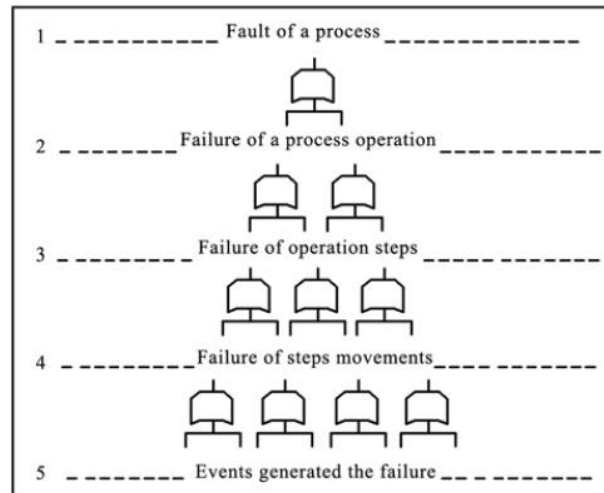 1 Fault of a process
2 Failure of a process operation
3 Failure of operation steps
4 Failure of steps movements
5 Events generated the failure